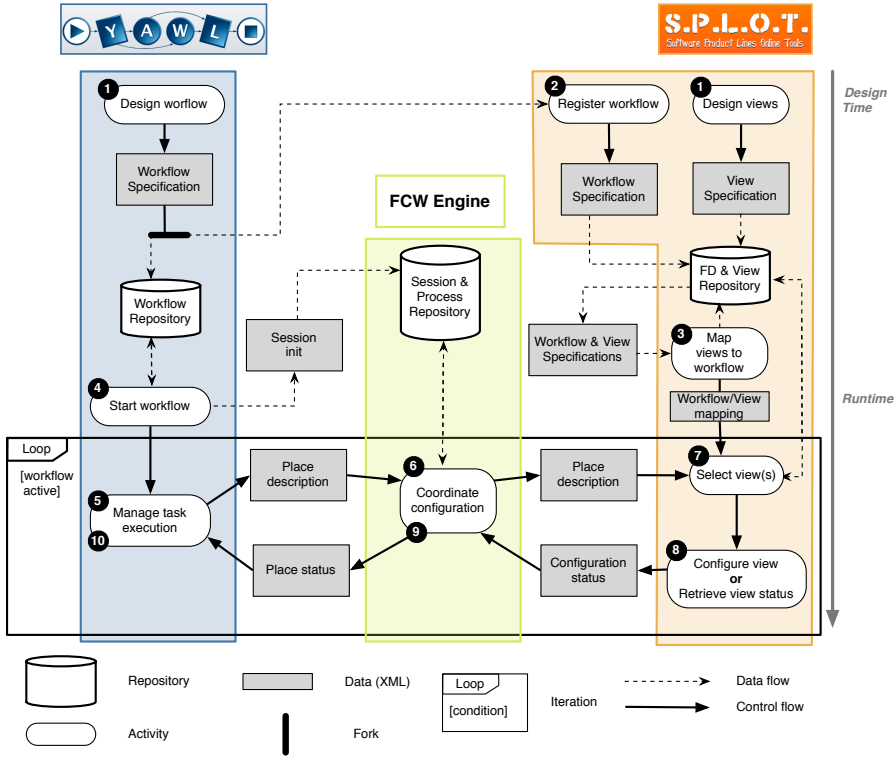 YAWL
S.P.L.O.T.
Software Product Lines Online Tools
1
Design worflow
2
Register workflow
1
Design views
Design
Time
Workflow
Specification
Workflow
Specification
View
Specification
FCW Engine
Workflow
Repository
Session &
Process
Repository
FD & View
Repository
Session
init
Workflow & View
Specifications
3
Map
views to
workflow
4
Start workflow
Workflow/View
mapping
Runtime
Loop
[workflow
active]
Place
description
6
Coordinate
configuration
9
Place
description
7
Select view(s)
5
Manage task
execution
10
Place status
Configuration
status
8
Configure view
or
Retrieve view status
Repository
Data (XML)
Loop
[condition]
Iteration
Data flow
Control flow
Activity
Fork